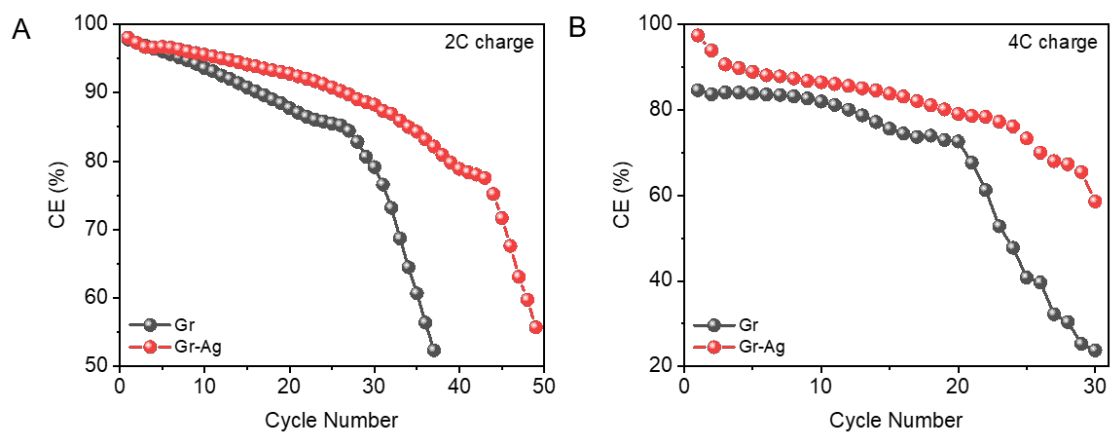 A
2C charge
CE (%)
100
90
80
70
60
50
Gr
Gr-Ag
0 10 20 30 40 50
Cycle Number
B
4C charge
CE (%)
100
80
60
40
20
Gr
Gr-Ag
0 10 20 30
Cycle Number